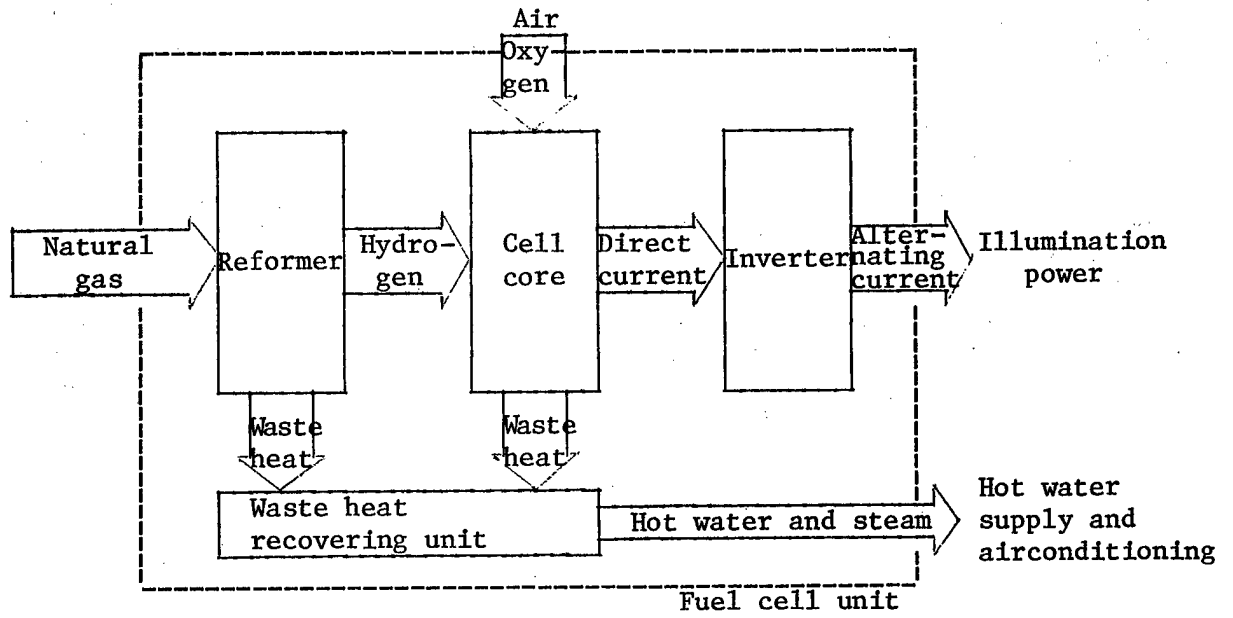 Air
Oxy
gen
Natural
gas
Reformer
Hydro-
gen
Cell
core
Direct
current
Inverter
Alter-
nating
current
Illumination
power
Waste
heat
Waste
heat
Waste heat
recovering unit
Hot water and steam
Hot water
supply and
airconditioning
Fuel cell unit